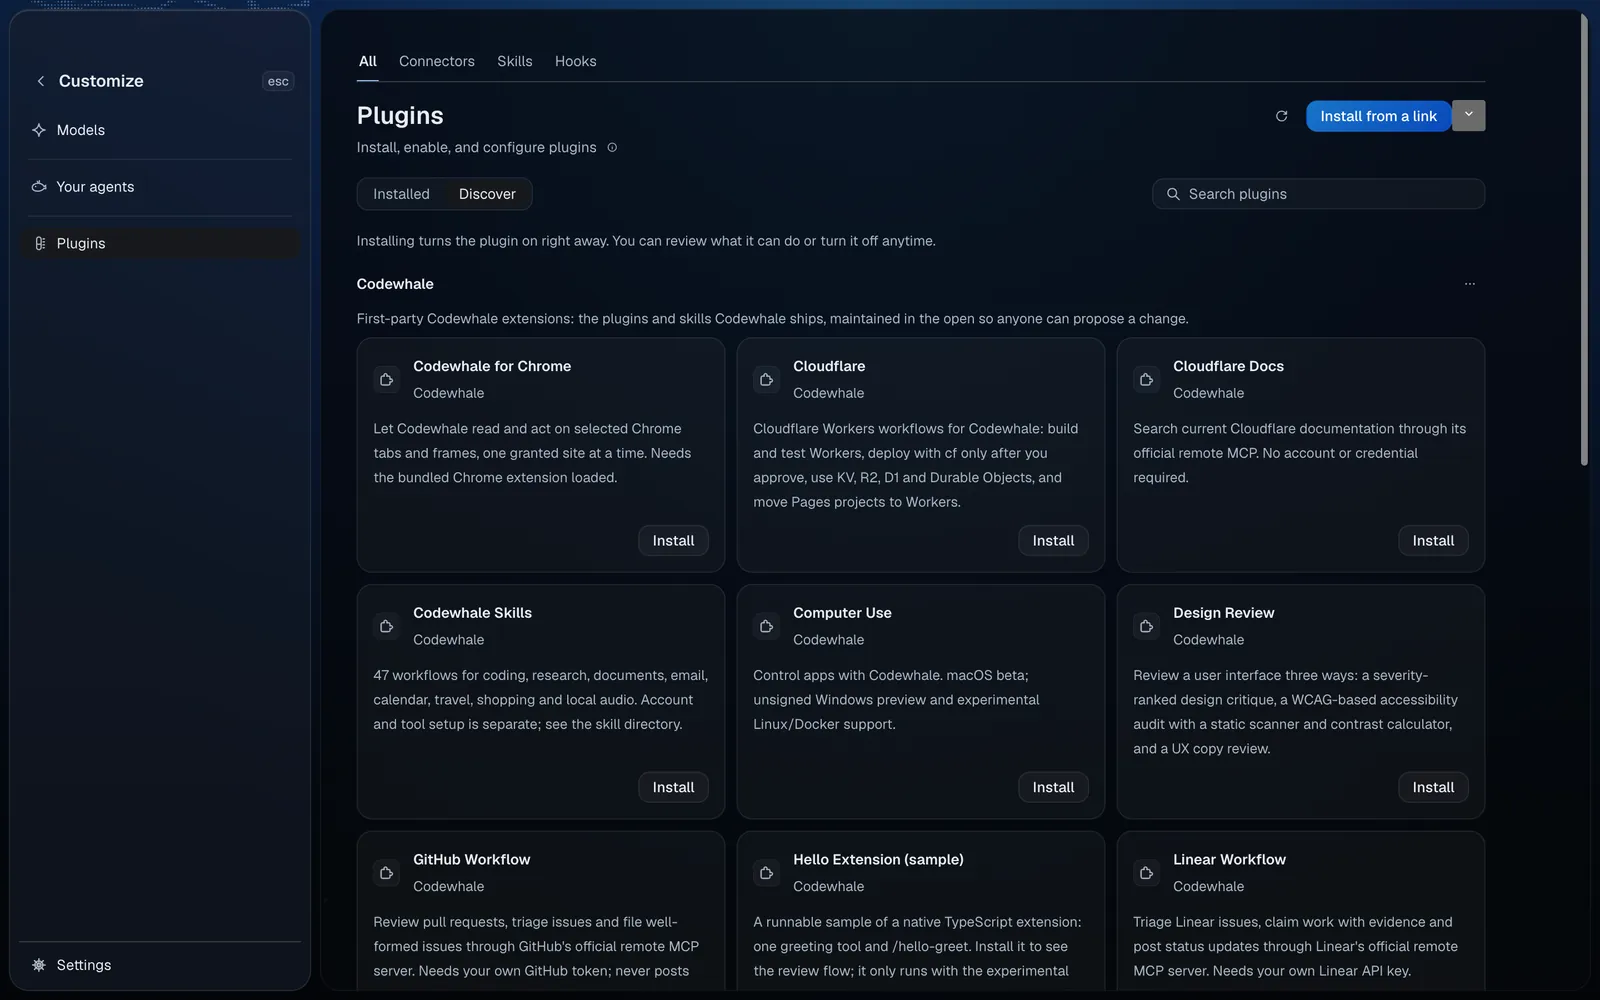 Customize
esc
Models
Your agents
Plugins
Settings
All Connectors Skills Hooks
Plugins
Install from a link
Install, enable, and configure plugins
Installed Discover
Search plugins
Installing turns the plugin on right away. You can review what it can do or turn it off anytime.
Codewhale
...
First-party Codewhale extensions: the plugins and skills Codewhale ships, maintained in the open so anyone can propose a change.
Codewhale for Chrome
Codewhale
Let Codewhale read and act on selected Chrome
tabs and frames, one granted site at a time. Needs
the bundled Chrome extension loaded.
Install
Cloudflare
Codewhale
Cloudflare Workers workflows for Codewhale: build
and test Workers, deploy with cf only after you
approve, use KV, R2, D1 and Durable Objects, and
move Pages projects to Workers.
Install
Cloudflare Docs
Codewhale
Search current Cloudflare documentation through its
official remote MCP. No account or credential
required.
Install
Codewhale Skills
Codewhale
47 workflows for coding, research, documents, email,
calendar, travel, shopping and local audio. Account
and tool setup is separate; see the skill directory.
Install
Computer Use
Codewhale
Control apps with Codewhale. macOS beta;
unsigned Windows preview and experimental
Linux/Docker support.
Install
Design Review
Codewhale
Review a user interface three ways: a severity-
ranked design critique, a WCAG-based accessibility
audit with a static scanner and contrast calculator,
and a UX copy review.
Install
GitHub Workflow
Codewhale
Review pull requests, triage issues and file well-
formed issues through GitHub's official remote MCP
server. Needs your own GitHub token; never posts
Hello Extension (sample)
Codewhale
A runnable sample of a native TypeScript extension:
one greeting tool and /hello-greet. Install it to see
the review flow; it only runs with the experimental
Linear Workflow
Codewhale
Triage Linear issues, claim work with evidence and
post status updates through Linear's official remote
MCP server. Needs your own Linear API key.